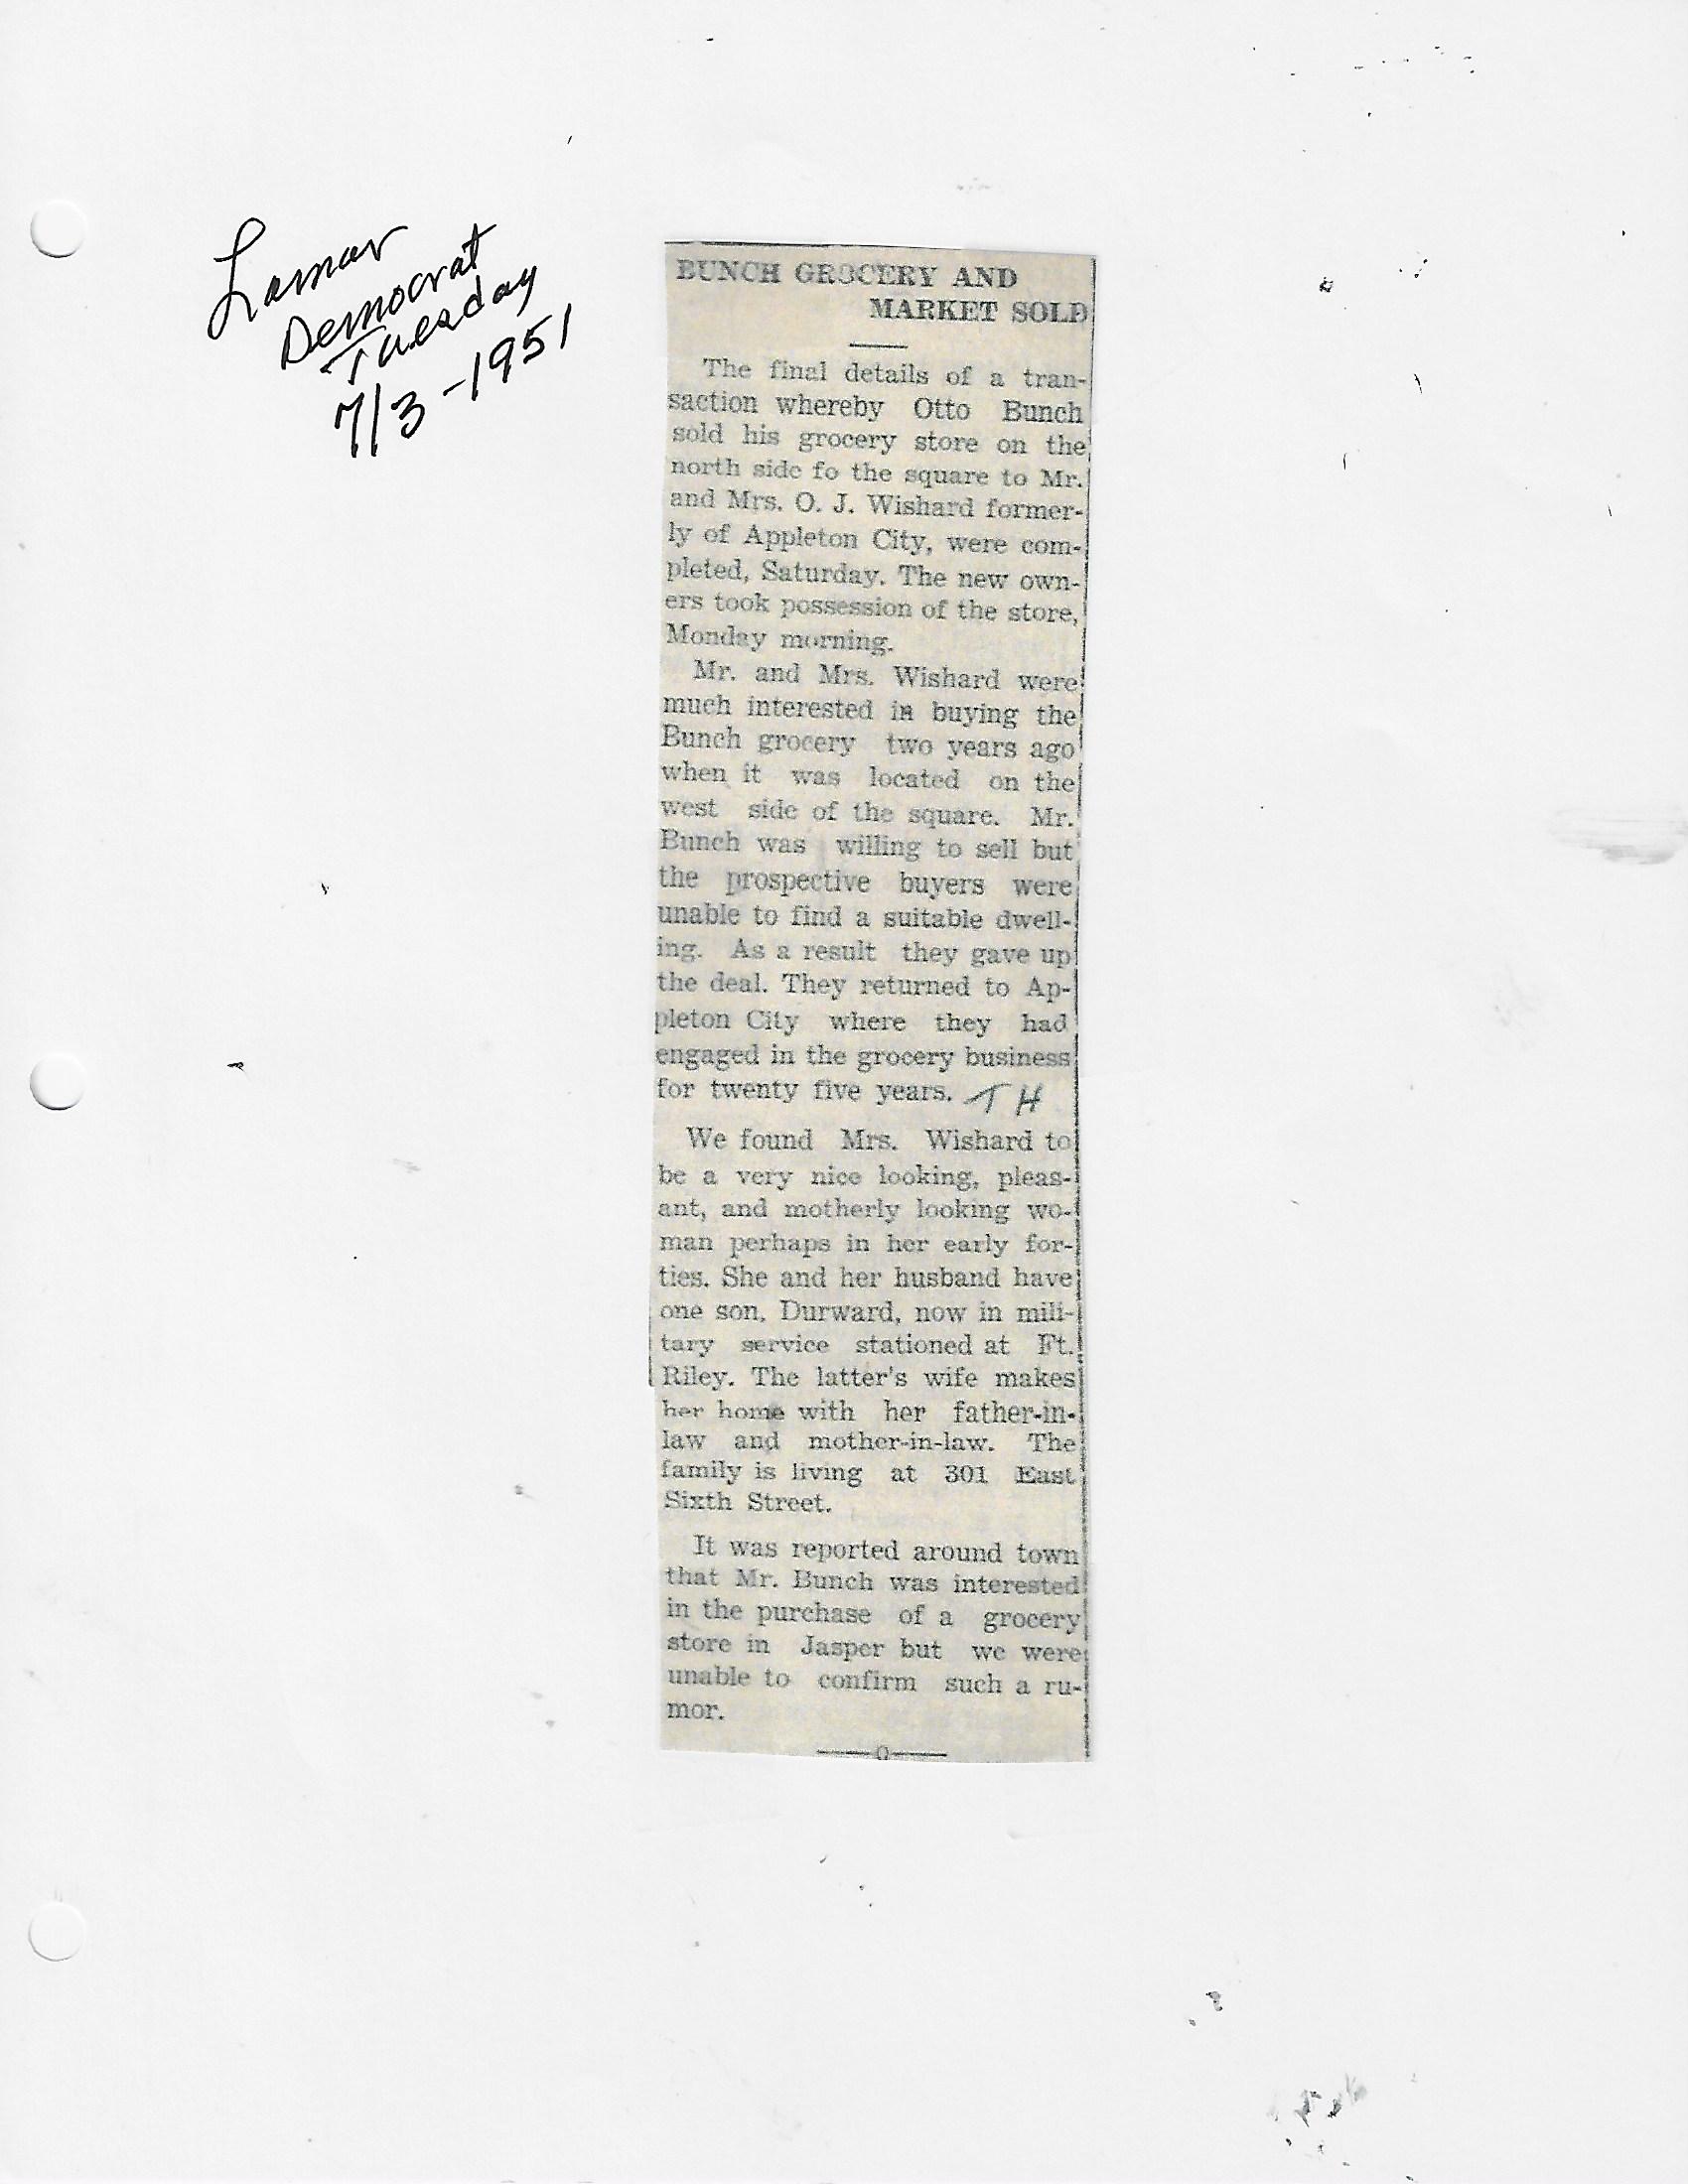 Lamar
Democrat
Tuesday
7/3-1951
BUNCH GROCERY AND
MARKET SOLD
The final details of a tran-
saction whereby Otto Bunch
sold his grocery store on the
north side fo the square to Mr.
and Mrs. O. J. Wishard former-
ly of Appleton City, were com-
pleted, Saturday. The new own-
ers took possession of the store,
Monday morning.
Mr. and Mrs. Wishard were
much interested in buying the
Bunch grocery two years ago
when it was located on the
west side of the square. Mr.
Bunch was willing to sell but
the prospective buyers were
unable to find a suitable dwell-
ing. As a result they gave up
the deal. They returned to Ap-
pleton City where they had
engaged in the grocery business
for twenty five years. TH
We found Mrs. Wishard to
be a very nice looking, pleas-
ant, and motherly looking wo-
man perhaps in her early for-
ties. She and her husband have
one son, Durward, now in mili-
tary service stationed at Ft.
Riley. The latter's wife makes
her home with her father-in-
law and mother-in-law. The
family is living at 301 East
Sixth Street.
It was reported around town
that Mr. Bunch was interested
in the purchase of a grocery
store in Jasper but we were
unable to confirm such a ru-
mor.
——o——